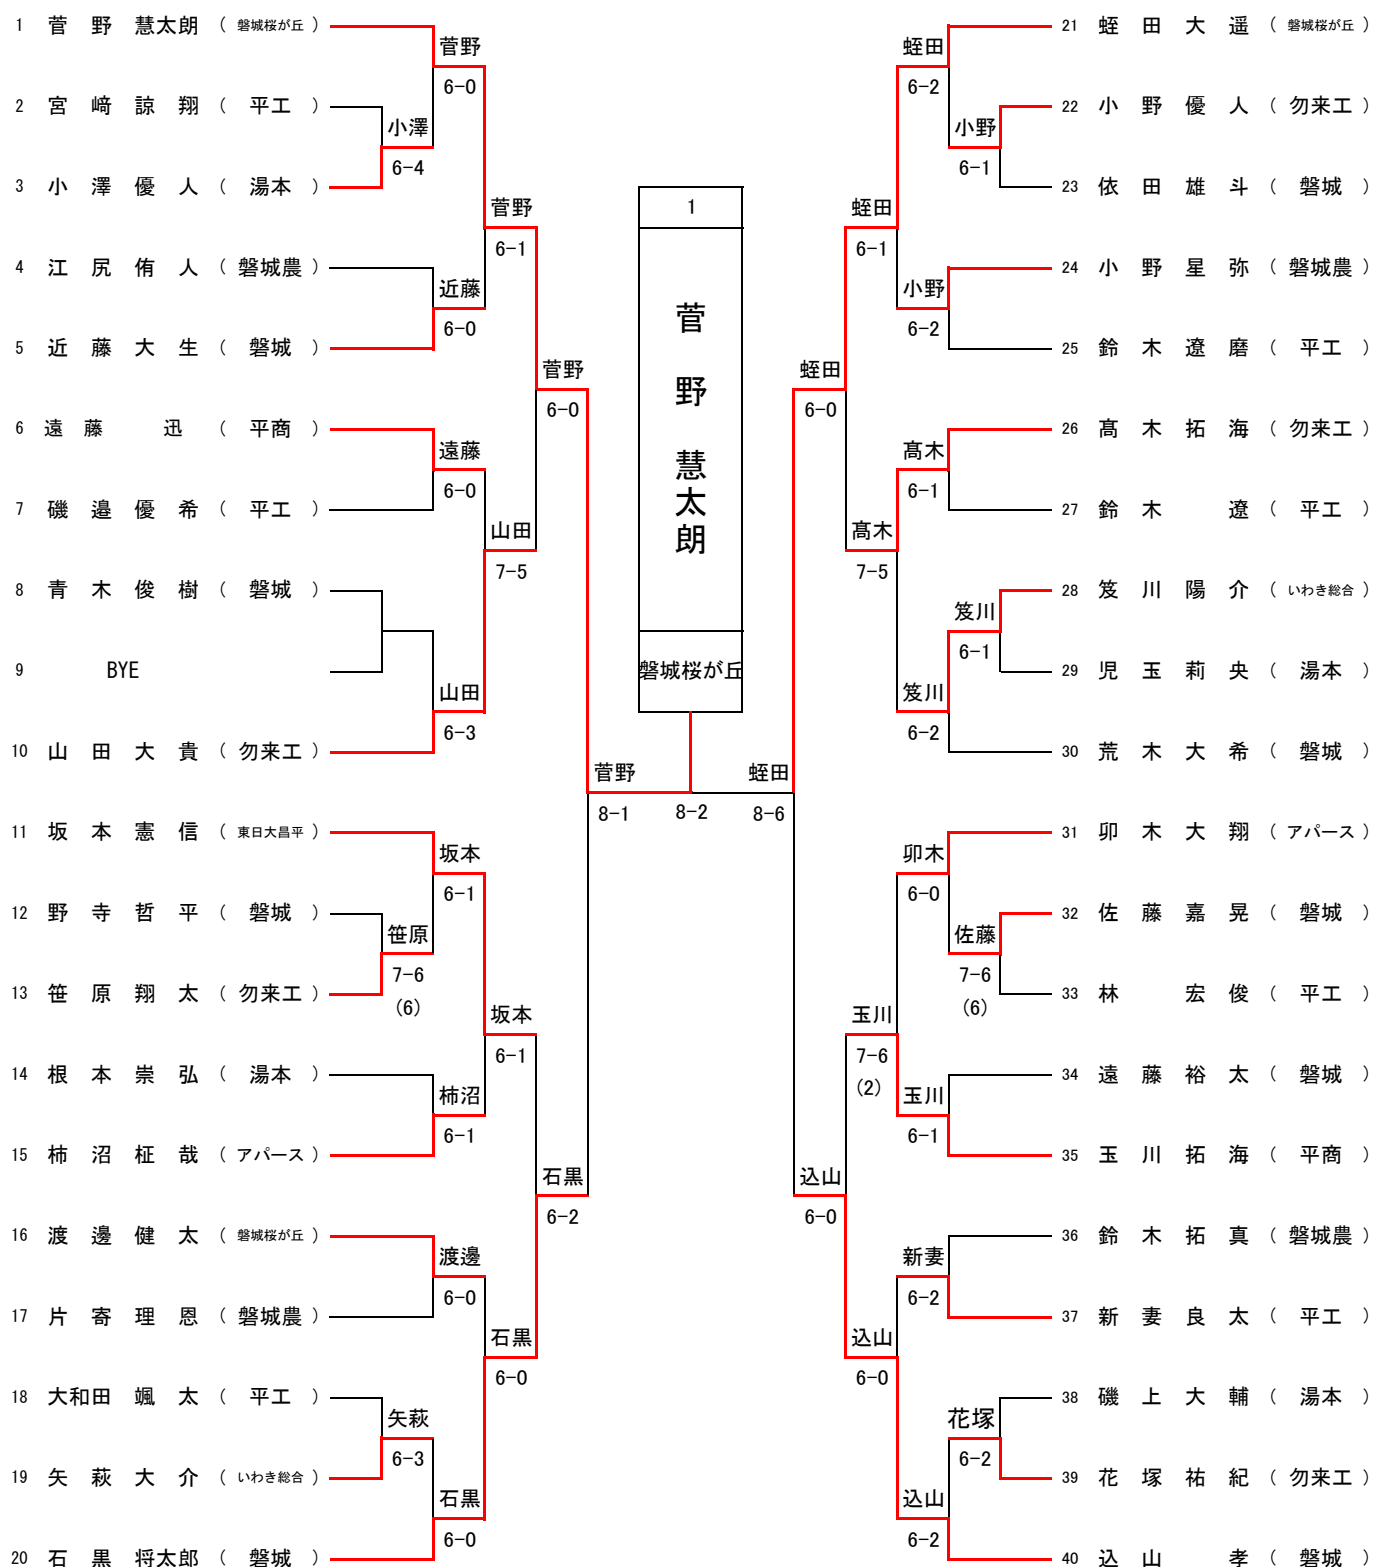 1 菅 野 慧太朗 ( 磐城桜が丘 )
2 宮 﨑 諒 翔 ( 平工 )
3 小 澤 優 人 ( 湯本 )
4 江 尻 侑 人 ( 磐城農 )
5 近 藤 大 生 ( 磐城 )
6 遠 藤 迅 ( 平商 )
7 磯 邉 優 希 ( 平工 )
8 青 木 俊 樹 ( 磐城 )
9 BYE
10 山 田 大 貴 ( 勿来工 )
11 坂 本 憲 信 ( 東日大昌平 )
12 野 寺 哲 平 ( 磐城 )
13 笹 原 翔 太 ( 勿来工 )
14 根 本 崇 弘 ( 湯本 )
15 柿 沼 柾 哉 ( アパース )
16 渡 邊 健 太 ( 磐城桜が丘 )
17 片 寄 理 恩 ( 磐城農 )
18 大和田 颯 太 ( 平工 )
19 矢 萩 大 介 ( いわき総合 )
20 石 黒 将太郎 ( 磐城 )
小澤
6-4
笹原
7-6
(6)
矢萩
6-3
菅野
6-0
近藤
6-0
遠藤
6-0
山田
6-3
坂本
6-1
柿沼
6-1
渡邊
6-0
石黒
6-0
菅野
6-1
山田
7-5
坂本
6-1
石黒
6-0
菅野
6-0
石黒
6-2
菅野
8-1
1
菅 野 慧太朗
磐城桜が丘
8-2
蛭田
8-6
蛭田
6-0
込山
6-0
蛭田
6-1
髙木
7-5
玉川
7-6
(2)
込山
6-0
蛭田
6-2
小野
6-2
髙木
6-1
笈川
6-2
卯木
6-0
玉川
6-1
新妻
6-2
込山
6-2
小野
6-1
笈川
6-1
佐藤
7-6
(6)
花塚
6-2
21 蛭 田 大 遥 ( 磐城桜が丘 )
22 小 野 優 人 ( 勿来工 )
23 依 田 雄 斗 ( 磐城 )
24 小 野 星 弥 ( 磐城農 )
25 鈴 木 遼 磨 ( 平工 )
26 髙 木 拓 海 ( 勿来工 )
27 鈴 木 遼 ( 平工 )
28 笈 川 陽 介 ( いわき総合 )
29 児 玉 莉 央 ( 湯本 )
30 荒 木 大 希 ( 磐城 )
31 卯 木 大 翔 ( アパース )
32 佐 藤 嘉 晃 ( 磐城 )
33 林 宏 俊 ( 平工 )
34 遠 藤 裕 太 ( 磐城 )
35 玉 川 拓 海 ( 平商 )
36 鈴 木 拓 真 ( 磐城農 )
37 新 妻 良 太 ( 平工 )
38 磯 上 大 輔 ( 湯本 )
39 花 塚 祐 紀 ( 勿来工 )
40 込 山 孝 ( 磐城 )